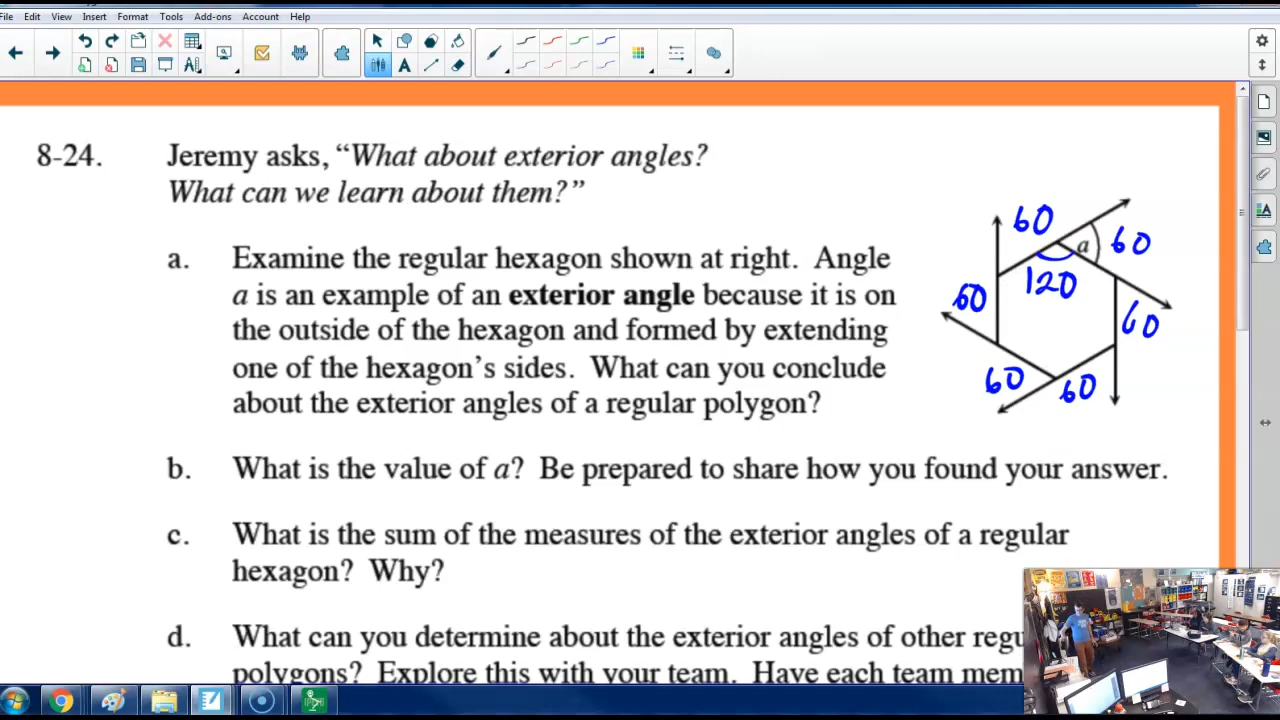 File Edit View Insert Format Tools Add-ons Account Help
8-24. Jeremy asks, “What about exterior angles?
What can we learn about them?”
a. Examine the regular hexagon shown at right. Angle
a is an example of an exterior angle because it is on
the outside of the hexagon and formed by extending
one of the hexagon’s sides. What can you conclude
about the exterior angles of a regular polygon?
60
a
60
120
60
60
60
60
b. What is the value of a? Be prepared to share how you found your answer.
c. What is the sum of the measures of the exterior angles of a regular
hexagon? Why?
d. What can you determine about the exterior angles of other regu
polygons? Explore this with your team. Have each team mem